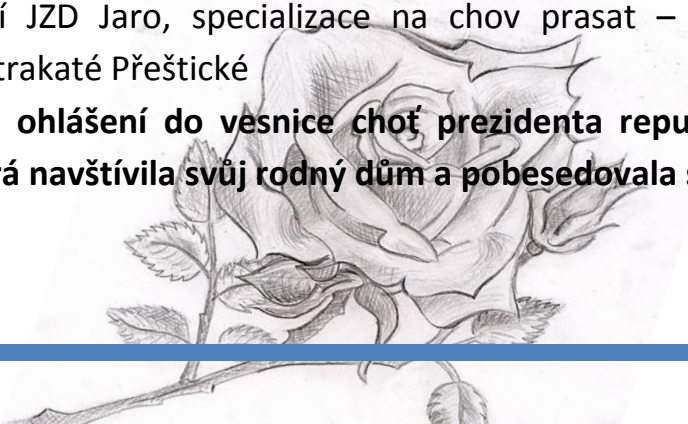 í JZD Jaro, specializace na chov prasat –
trakaté Přeštické
ohlášení do vesnice choť prezidenta repu
á navštívila svůj rodný dům a pobesedovala s